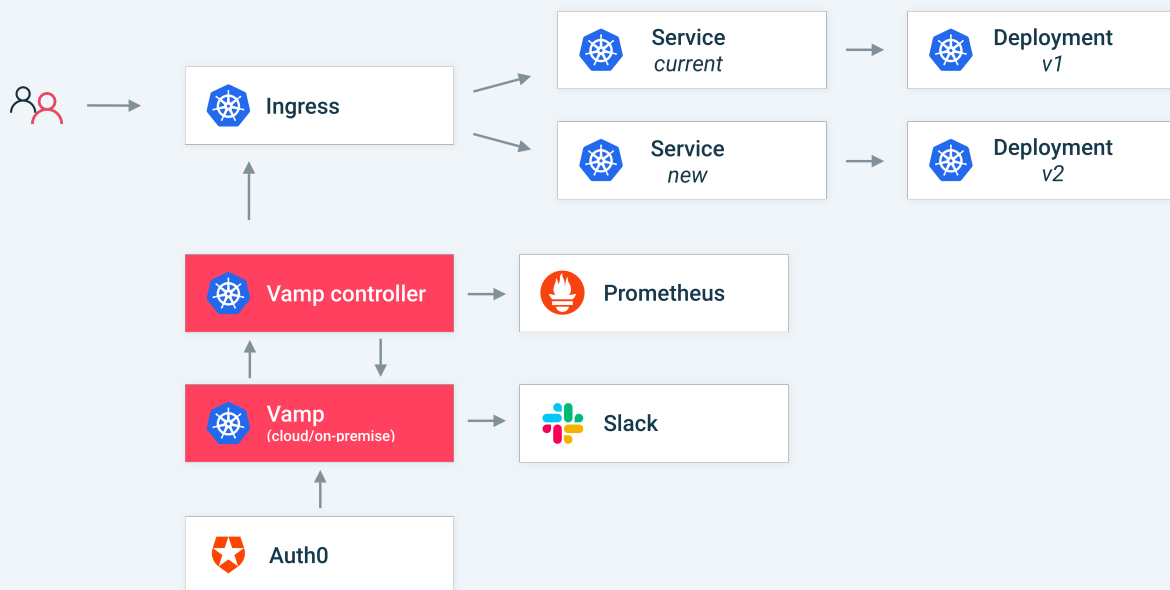 Service
current
Deployment
v1
Ingress
Service
new
Deployment
v2
Vamp controller
Prometheus
Vamp
(cloud/on-premise)
Slack
Auth0